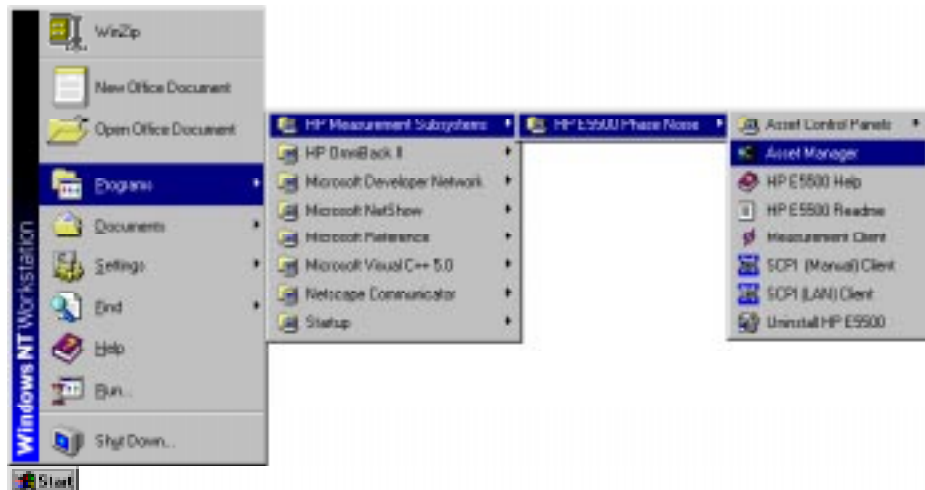 WinZip
New Office Document
Open Office Document
Programs
Documents
Settings
Find
Help
Run...
Shut Down...
Windows NT Workstation
Start
HP Measurement Subsystems
HP OmniBack II
Microsoft Developer Network
Microsoft NetShow
Microsoft Reference
Microsoft Visual C++ 5.0
Netscape Communicator
Startup
HP E5500 Phase Noise
Asset Control Panels
Asset Manager
HP E5500 Help
HP E5500 Readme
Measurement Client
SCPI (Manual) Client
SCPI (LAN) Client
Uninstall HP E5500